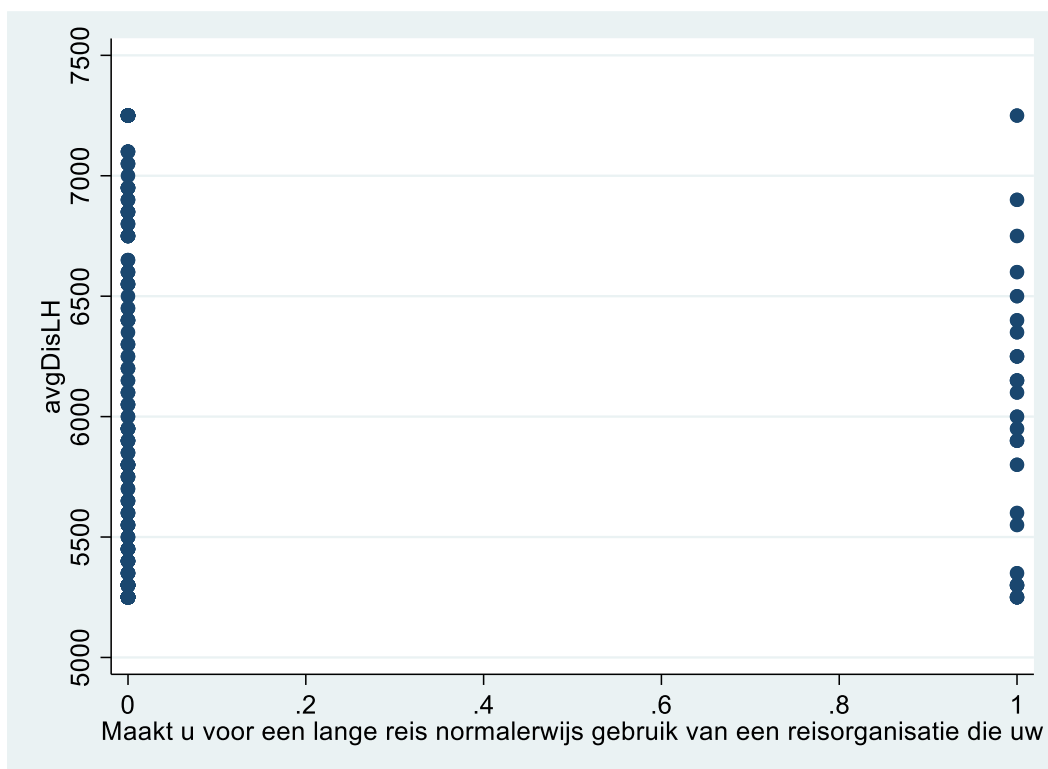 7500
7000
6500
6000
5500
5000
avgDisLH
0 .2 .4 .6 .8 1
Maakt u voor een lange reis normalerwijs gebruik van een reisorganisatie die uw